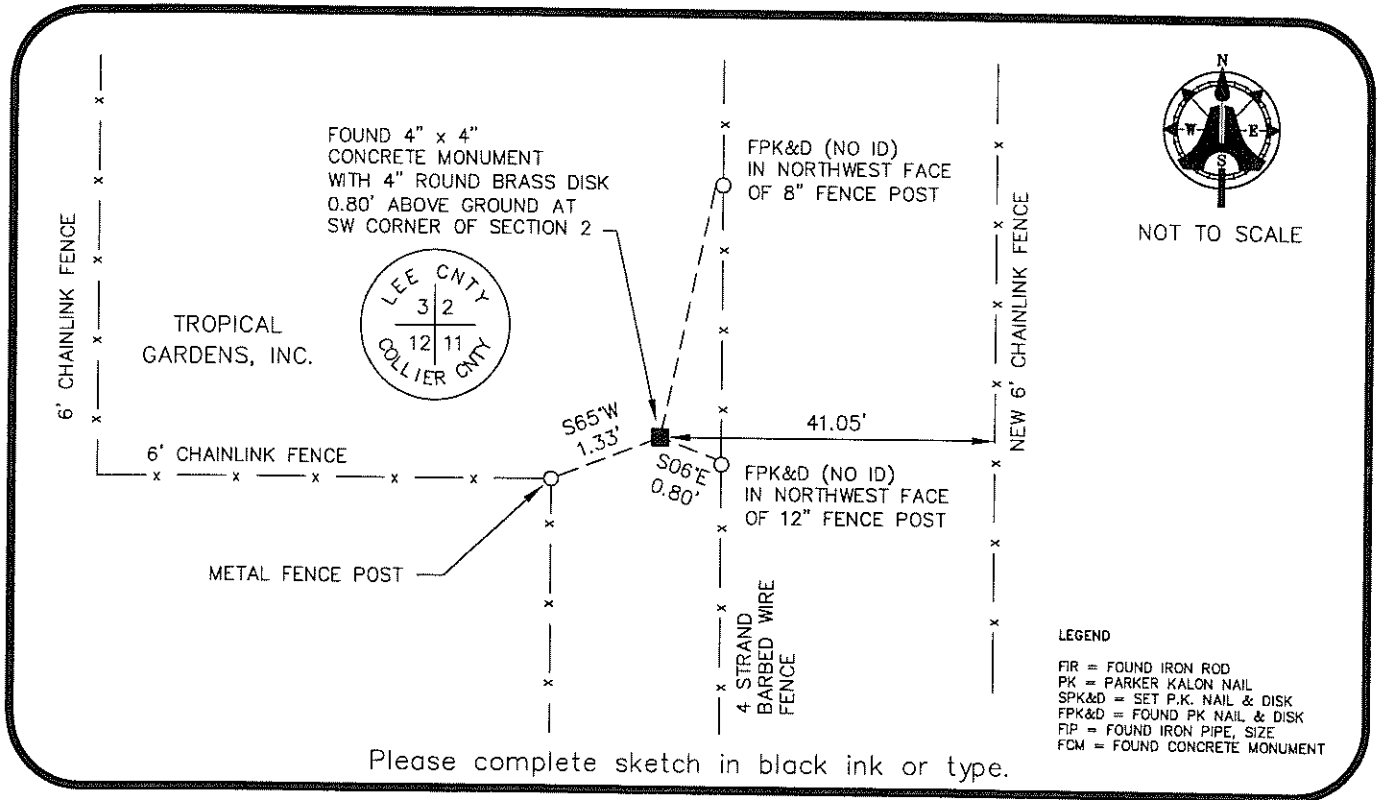 FOUND 4" x 4"
CONCRETE MONUMENT
WITH 4" ROUND BRASS DISK
0.80' ABOVE GROUND AT
SW CORNER OF SECTION 2
FPK&D (NO ID)
IN NORTHWEST FACE
OF 8" FENCE POST
N
W
E
S
NOT TO SCALE
6' CHAINLINK FENCE
TROPICAL
GARDENS, INC.
LEE CNTY
3 2
12 11
COLLIER CNTY
NEW 6' CHAINLINK FENCE
S65°W
1.33'
41.05'
6' CHAINLINK FENCE
S06°E
0.80'
FPK&D (NO ID)
IN NORTHWEST FACE
OF 12" FENCE POST
METAL FENCE POST
4 STRAND
BARBED WIRE
FENCE
LEGEND
FIR = FOUND IRON ROD
PK = PARKER KALON NAIL
SPK&D = SET P.K. NAIL & DISK
FPK&D = FOUND PK NAIL & DISK
FIP = FOUND IRON PIPE, SIZE
FCM = FOUND CONCRETE MONUMENT
Please complete sketch in black ink or type.